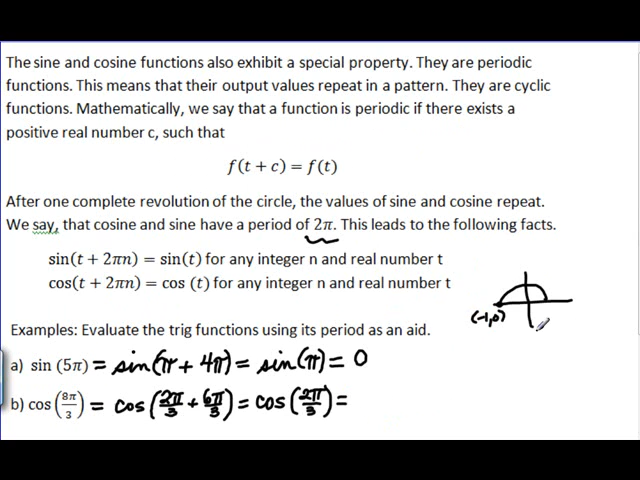 The sine and cosine functions also exhibit a special property. They are periodic
functions. This means that their output values repeat in a pattern. They are cyclic
functions. Mathematically, we say that a function is periodic if there exists a
positive real number c, such that
f(t + c) = f(t)
After one complete revolution of the circle, the values of sine and cosine repeat.
We say, that cosine and sine have a period of 2π. This leads to the following facts.
sin(t + 2πn) = sin(t) for any integer n and real number t
cos(t + 2πn) = cos (t) for any integer n and real number t
(-1,0)
Examples: Evaluate the trig functions using its period as an aid.
a) sin (5π) = sin(π + 4π) = sin(π) = 0
b) cos(8π/3) = cos(2π/3 + 6π/3) = cos(2π/3) =